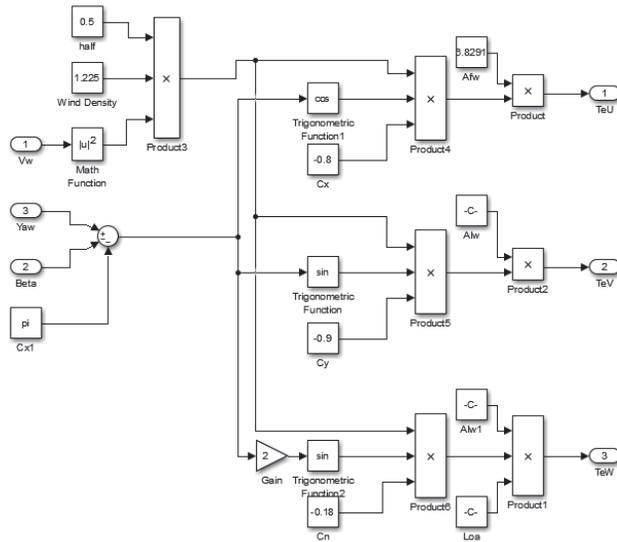 0.5
half
1.225
Wind Density
1
Vw
|u|²
Math
Function
×
Product3
3
Yaw
2
Beta
pi
Cx1
cos
Trigonometric
Function1
-0.8
Cx
×
Product4
Afw
×
Product
1
TeU
sin
Trigonometric
Function
-0.9
Cy
×
Product5
-C-
Alw
×
Product2
2
TeV
2
Gain
sin
Trigonometric
Function2
-0.18
Cn
×
Product6
-C-
Alw1
-C-
Loa
×
Product1
3
TeW